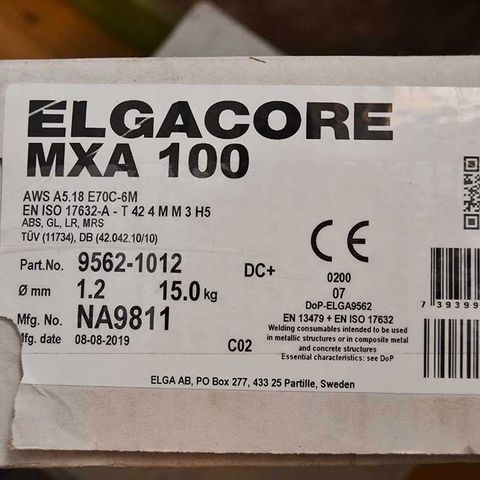 ELGACORE
MXA 100
AWS A5.18 E70C-6M
EN ISO 17632-A - T 42 4 M M 3 H5
ABS, GL, LR, MRS
TÜV (11734), DB (42.042.10/10)
Part.No. 9562-1012 DC+
Ø mm 1.2 15.0 kg
Mfg. No. NA9811
Mfg. date 08-08-2019 C02
CE
0200
07
DoP-ELGA9562
EN 13479 + EN ISO 17632
Welding consumables intended to be used
in metallic structures or in composite metal
and concrete structures
Essential characteristics: see DoP
7 39399
ELGA AB, PO Box 277, 433 25 Partille, Sweden